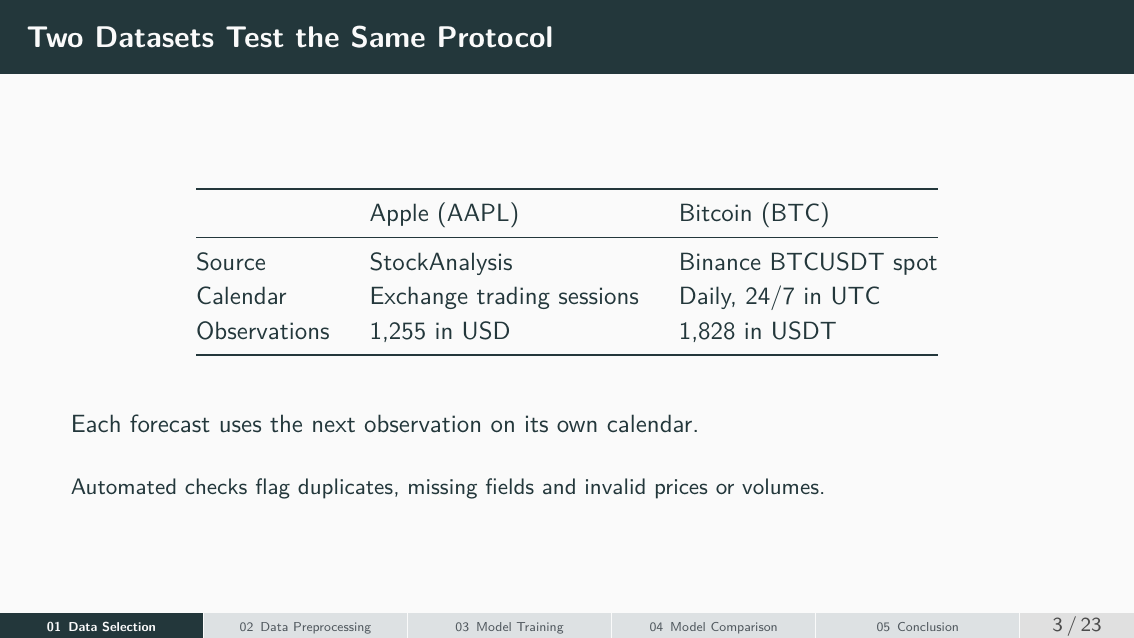 Two Datasets Test the Same Protocol
Apple (AAPL) Bitcoin (BTC)
Source StockAnalysis Binance BTCUSDT spot
Calendar Exchange trading sessions Daily, 24/7 in UTC
Observations 1,255 in USD 1,828 in USDT
Each forecast uses the next observation on its own calendar.
Automated checks flag duplicates, missing fields and invalid prices or volumes.
01 Data Selection 02 Data Preprocessing 03 Model Training 04 Model Comparison 05 Conclusion 3 / 23